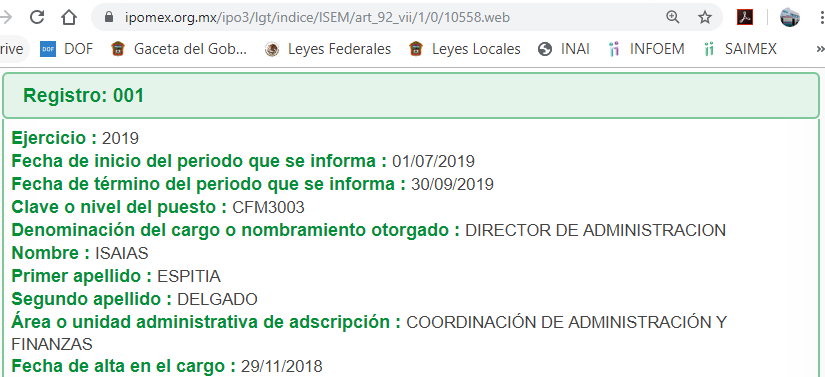 ipomex.org.mx/ipo3/lgt/indice/ISEM/art_92_vii/1/0/10558.web
rive DOF DOF Gaceta del Gob... Leyes Federales Leyes Locales INAI INFOEM SAIMEX »
Registro: 001
Ejercicio : 2019
Fecha de inicio del periodo que se informa : 01/07/2019
Fecha de término del periodo que se informa : 30/09/2019
Clave o nivel del puesto : CFM3003
Denominación del cargo o nombramiento otorgado : DIRECTOR DE ADMINISTRACION
Nombre : ISAIAS
Primer apellido : ESPITIA
Segundo apellido : DELGADO
Área o unidad administrativa de adscripción : COORDINACIÓN DE ADMINISTRACIÓN Y
FINANZAS
Fecha de alta en el cargo : 29/11/2018